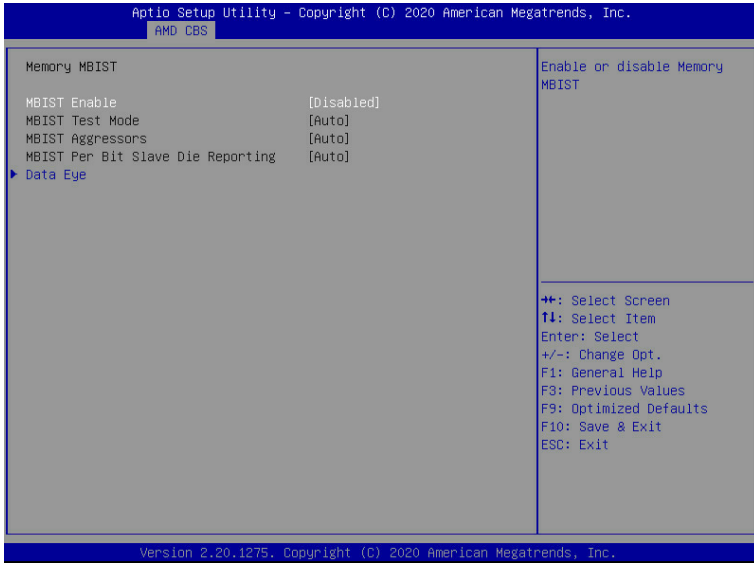 Aptio Setup Utility – Copyright (C) 2020 American Megatrends, Inc.
AMD CBS
Memory MBIST
MBIST Enable [Disabled]
MBIST Test Mode [Auto]
MBIST Aggressors [Auto]
MBIST Per Bit Slave Die Reporting [Auto]
Data Eye
Enable or disable Memory
MBIST
→←: Select Screen
↑↓: Select Item
Enter: Select
+/-: Change Opt.
F1: General Help
F3: Previous Values
F9: Optimized Defaults
F10: Save & Exit
ESC: Exit
Version 2.20.1275. Copyright (C) 2020 American Megatrends, Inc.